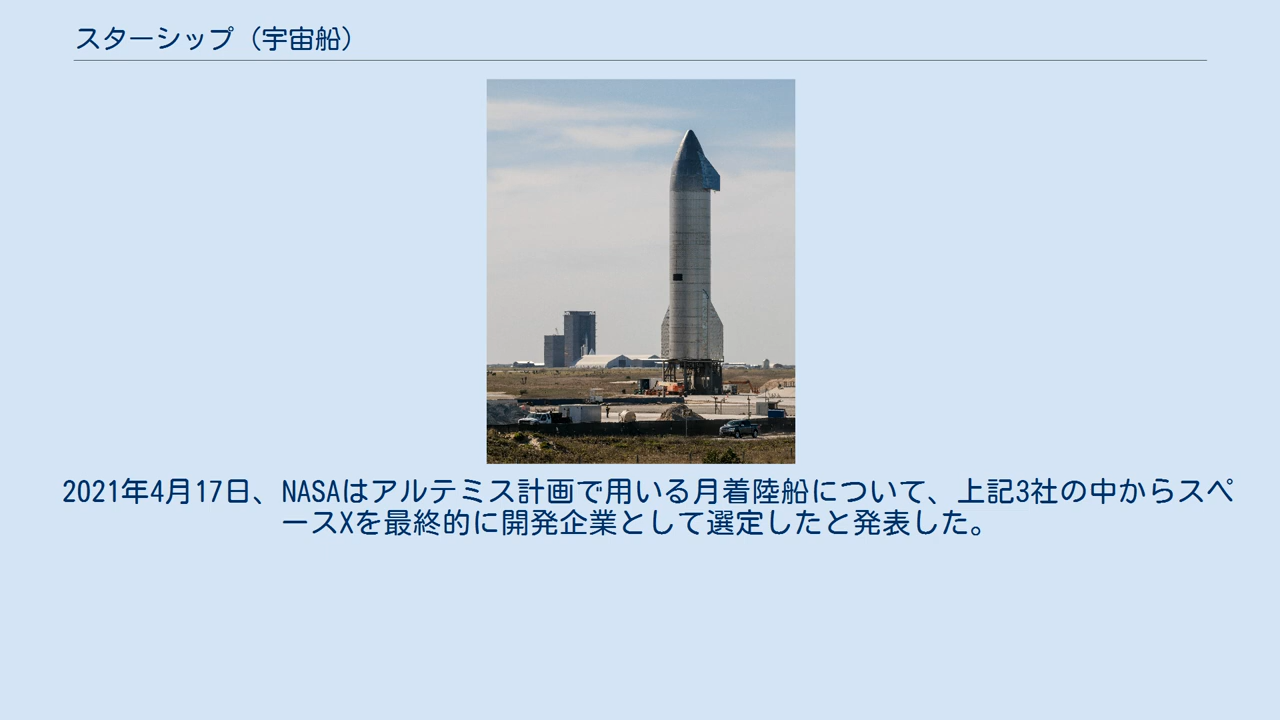 スターシップ（宇宙船）
2021年4月17日、NASAはアルテミス計画で用いる月着陸船について、上記3社の中からスペ
ースXを最終的に開発企業として選定したと発表した。